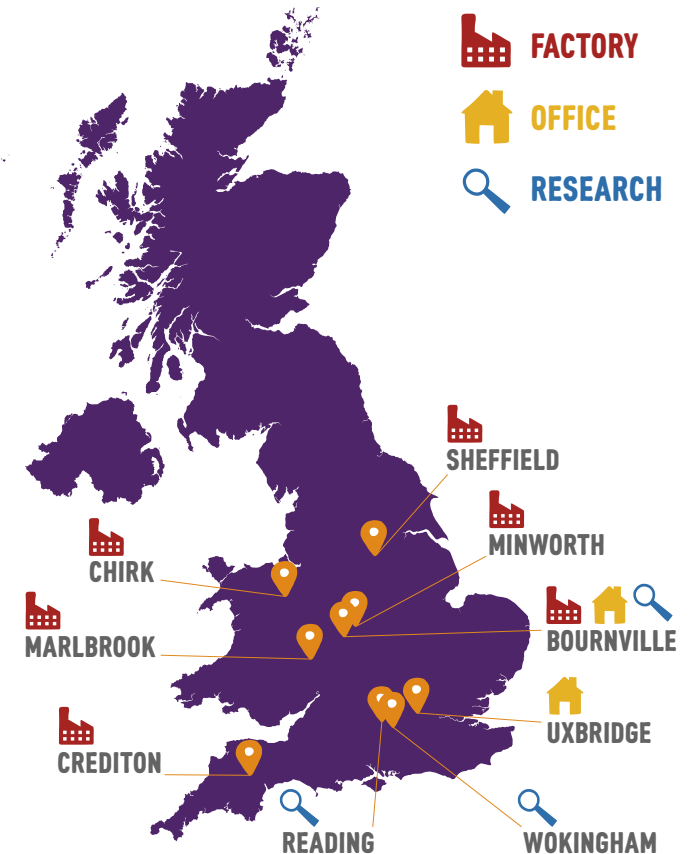 FACTORY
OFFICE
RESEARCH
SHEFFIELD
MINWORTH
CHIRK
BOURNVILLE
MARLBROOK
UXBRIDGE
CREDITON
READING
WOKINGHAM